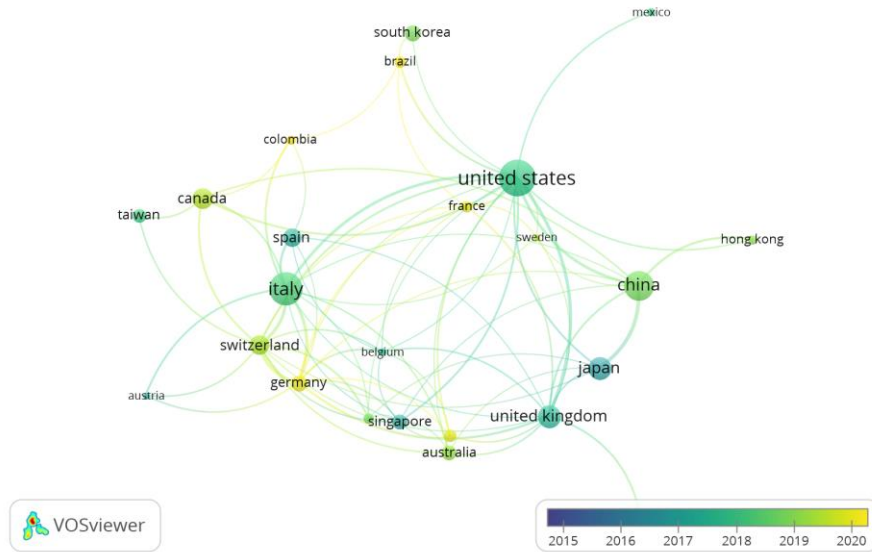 mexico
south korea
brazil
colombia
united states
canada
france
taiwan
spain
sweden
hong kong
italy
china
switzerland
belgium
japan
germany
austria
singapore
united kingdom
australia
VOSviewer
2015 2016 2017 2018 2019 2020